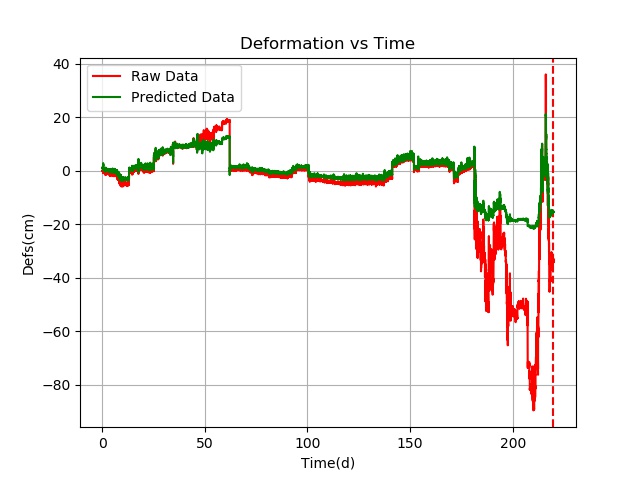 Deformation vs Time
Raw Data
Predicted Data
Defs(cm)
40
20
0
−20
−40
−60
−80
0 50 100 150 200
Time(d)